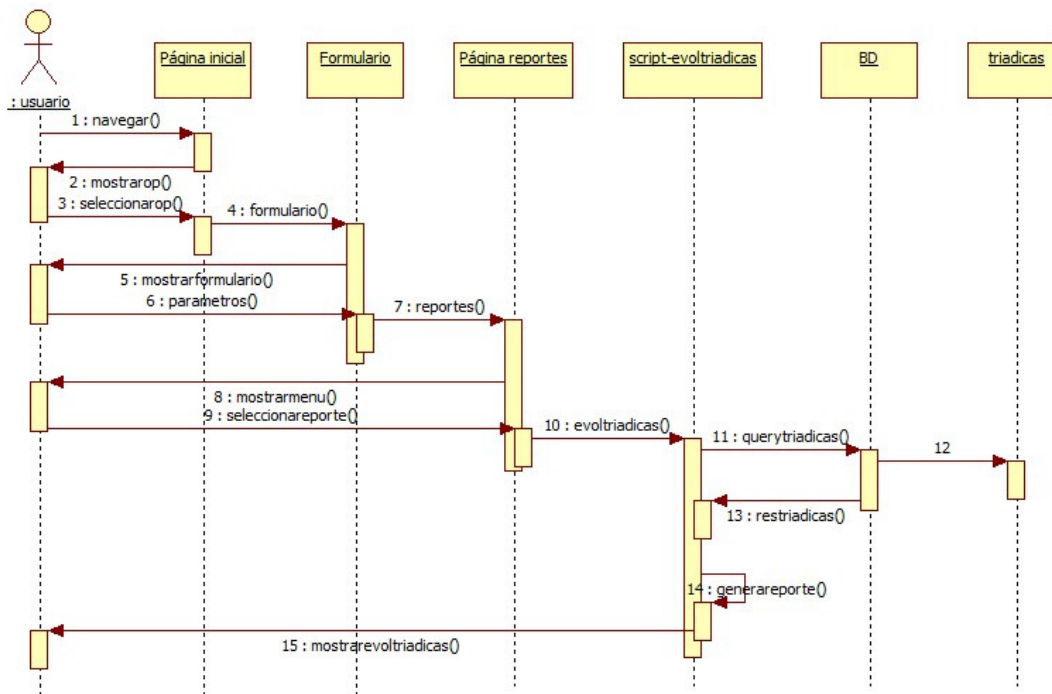 : usuario
Página inicial
Formulario
Página reportes
script-evoltriadicas
BD
triadicas
1 : navegar()
2 : mostrarop()
3 : seleccionarop()
4 : formulario()
5 : mostrarformulario()
6 : parametros()
7 : reportes()
8 : mostrarmenu()
9 : seleccionareporte()
10 : evoltriadicas()
11 : querytriadicas()
12
13 : restriadicas()
14 : generareporte()
15 : mostrarevoltriadicas()